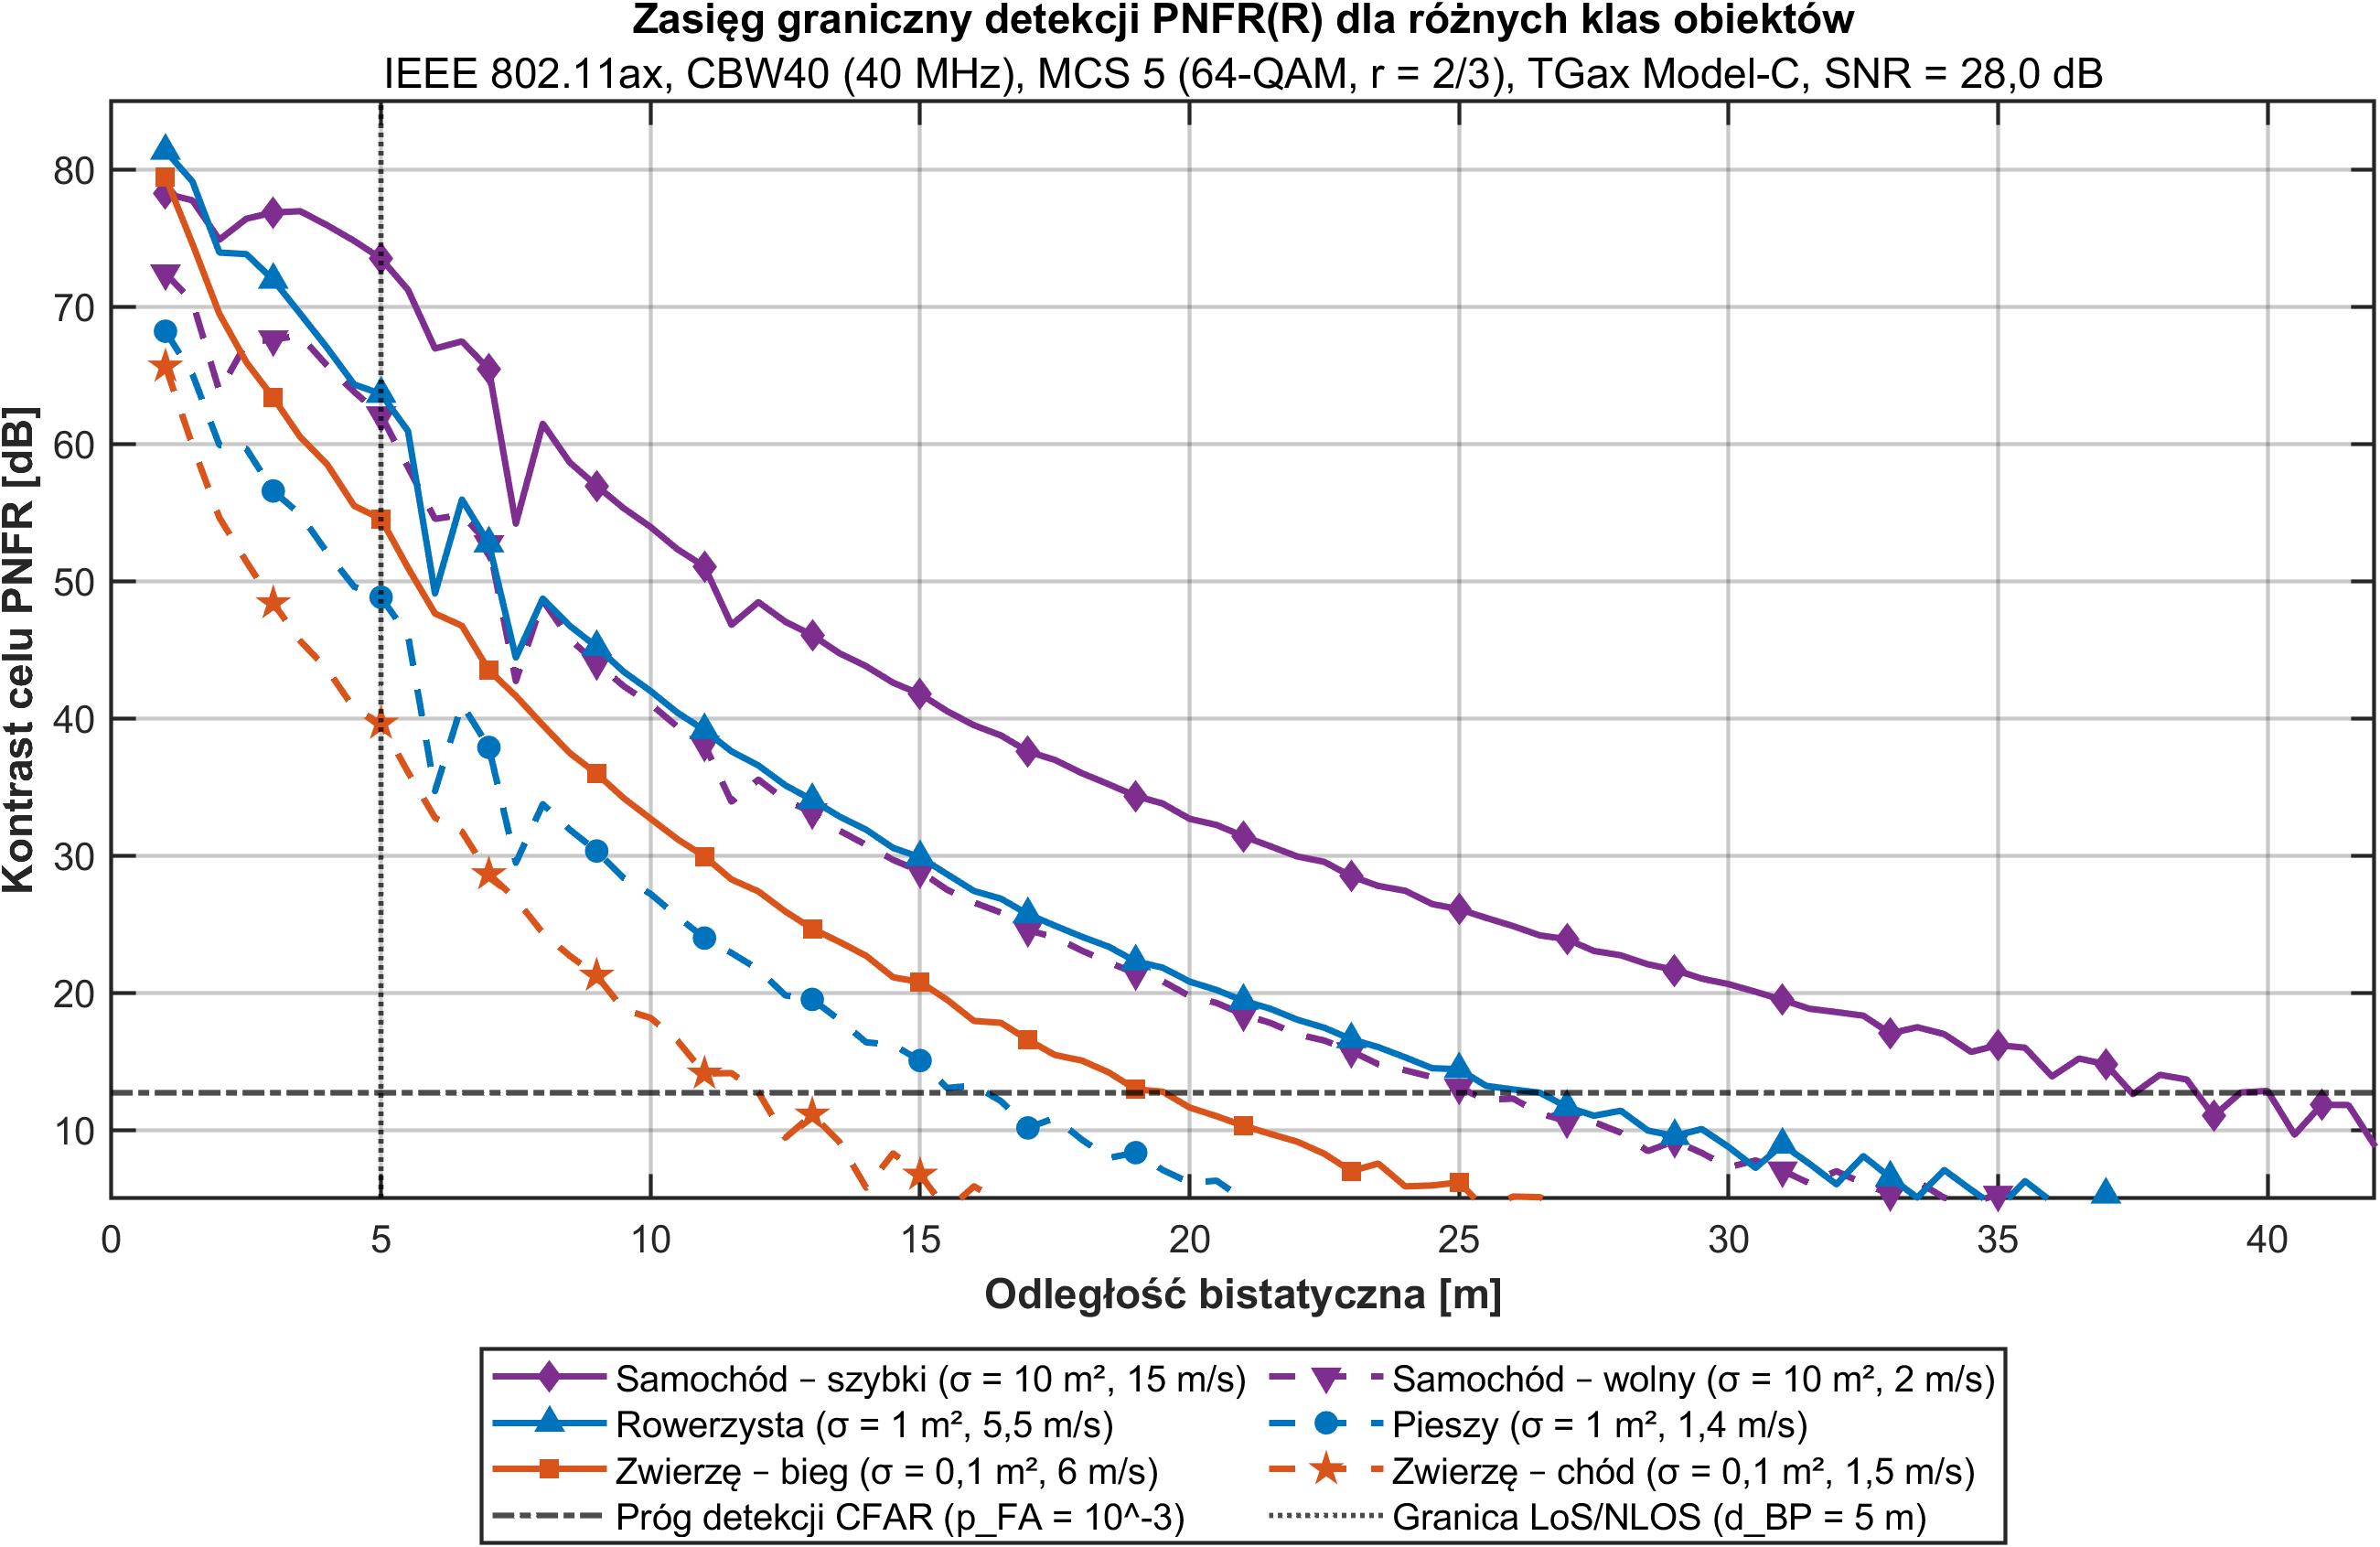 Zasięg graniczny detekcji PNFR(R) dla różnych klas obiektów
IEEE 802.11ax, CBW40 (40 MHz), MCS 5 (64-QAM, r = 2/3), TGax Model-C, SNR = 28,0 dB
Kontrast celu PNFR [dB]
80
70
60
50
40
30
20
10
0 5 10 15 20 25 30 35 40
Odległość bistatyczna [m]
Samochód – szybki (σ = 10 m², 15 m/s) Samochód – wolny (σ = 10 m², 2 m/s)
Rowerzysta (σ = 1 m², 5,5 m/s) Pieszy (σ = 1 m², 1,4 m/s)
Zwierzę – bieg (σ = 0,1 m², 6 m/s) Zwierzę – chód (σ = 0,1 m², 1,5 m/s)
Próg detekcji CFAR (p_FA = 10^-3) Granica LoS/NLOS (d_BP = 5 m)